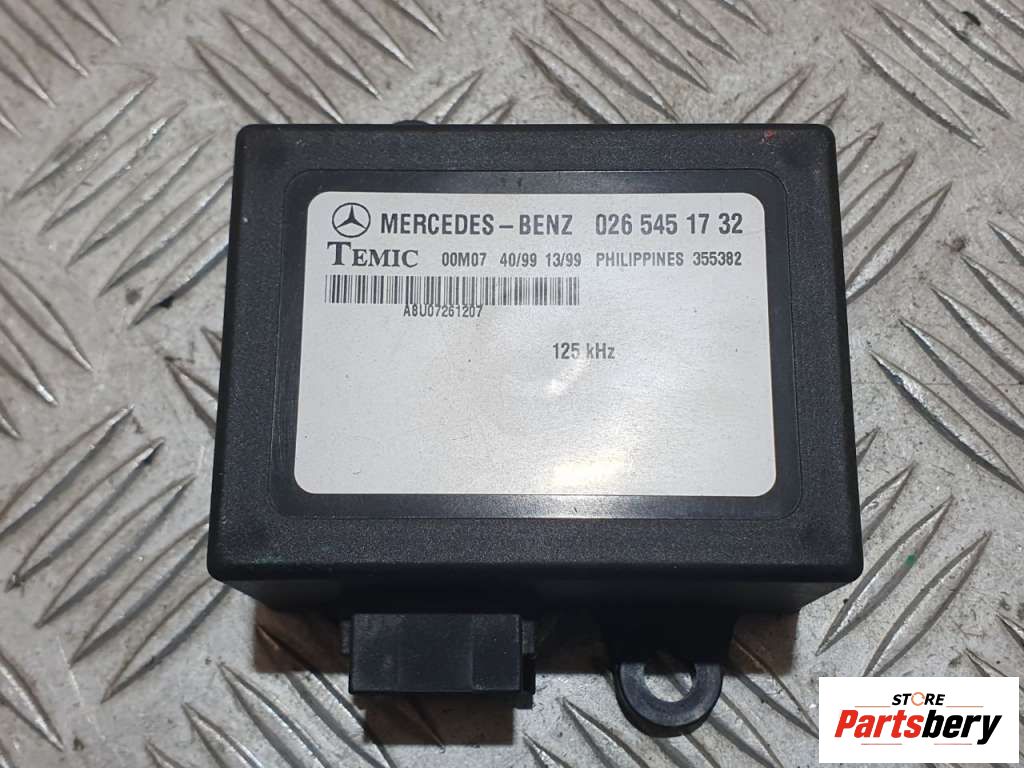 MERCEDES-BENZ 026 545 17 32
TEMIC 00M07 40/99 13/99 PHILIPPINES 355382
A8U07261207
125 kHz
STORE
Partsbery